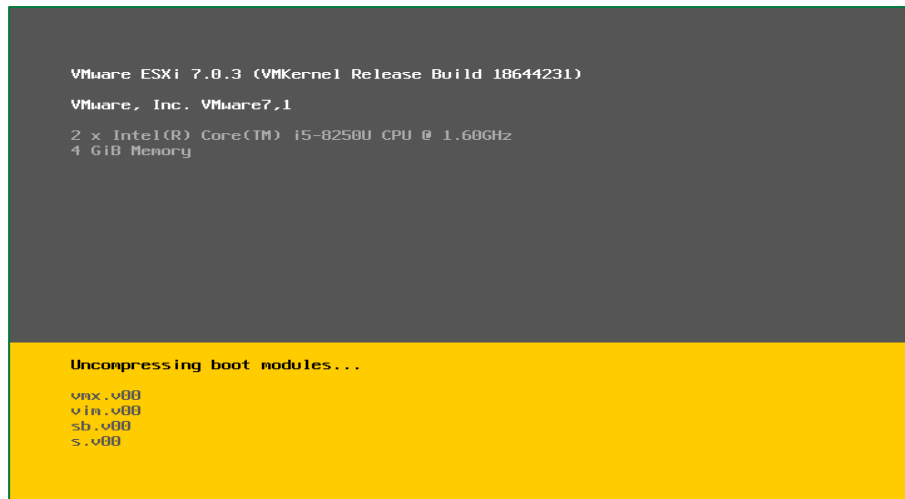 VMware ESXi 7.0.3 (VMKernel Release Build 18644231)
VMware, Inc. VMware7,1
2 x Intel(R) Core(TM) i5-8250U CPU @ 1.60GHz
4 GiB Memory
Uncompressing boot modules...
vmx.v00
vim.v00
sb.v00
s.v00